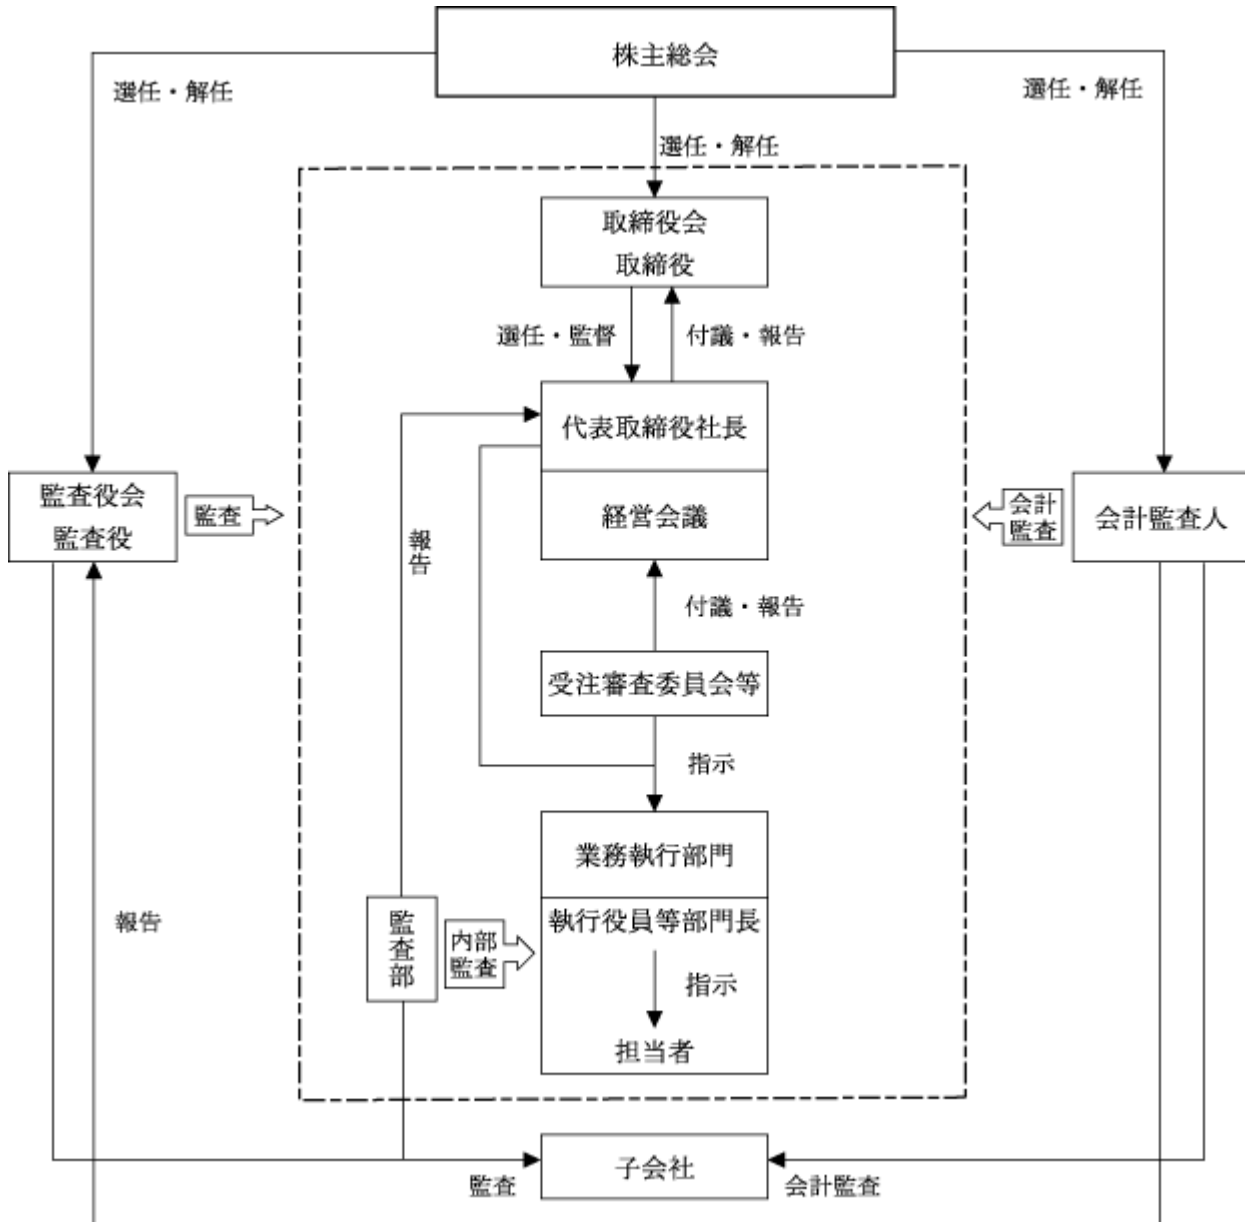 株主総会
選任・解任
選任・解任
選任・解任
取締役会
取締役
選任・監督
付議・報告
代表取締役社長
経営会議
監査役会
監査役
監査
会計
監査
会計監査人
報告
付議・報告
受注審査委員会等
指示
業務執行部門
執行役員等部門長
指示
担当者
監査部
内部
監査
報告
子会社
監査
会計監査